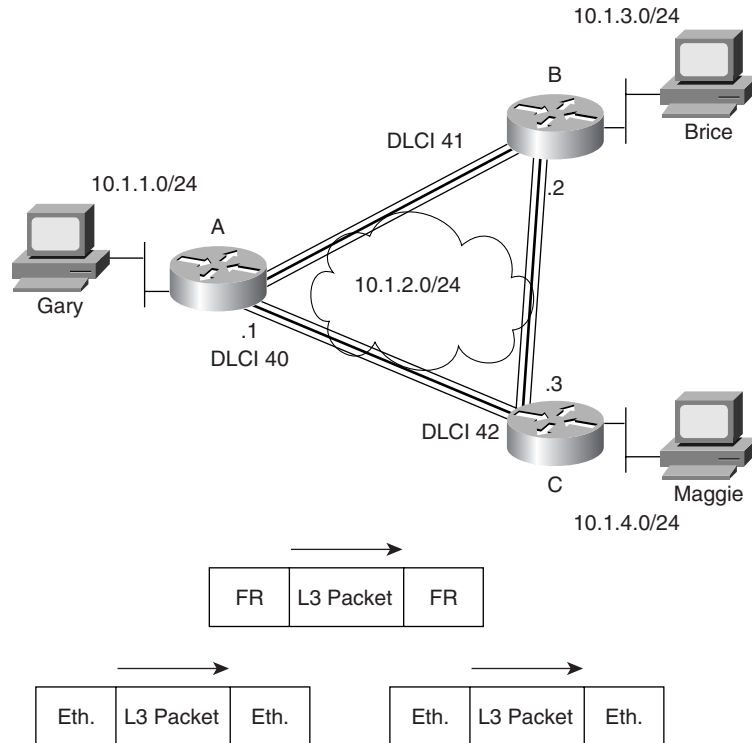 10.1.3.0/24
B
Brice
DLCI 41
10.1.1.0/24
.2
A
10.1.2.0/24
Gary
.1
DLCI 40
.3
DLCI 42
C
Maggie
10.1.4.0/24
FR L3 Packet FR
Eth. L3 Packet Eth.
Eth. L3 Packet Eth.